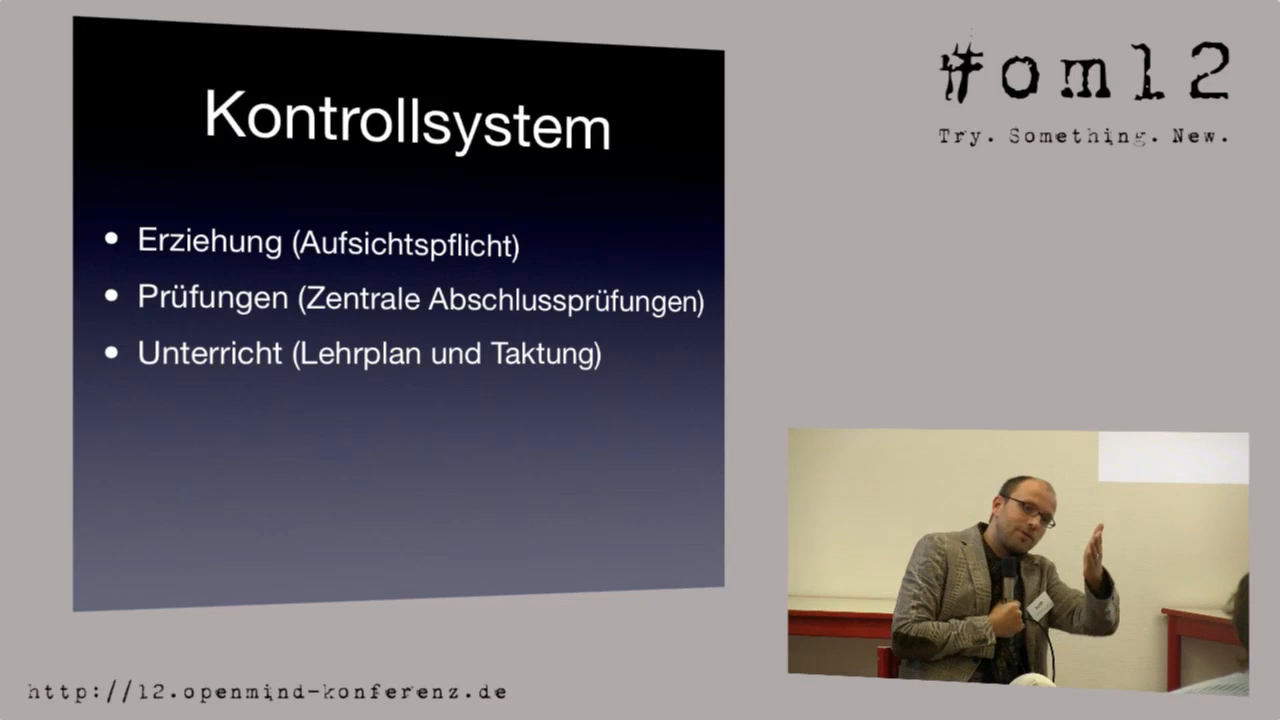 Kontrollsystem
• Erziehung (Aufsichtspflicht)
• Prüfungen (Zentrale Abschlussprüfungen)
• Unterricht (Lehrplan und Taktung)
#om12
Try. Something. New.
http://12.openmind-konferenz.de